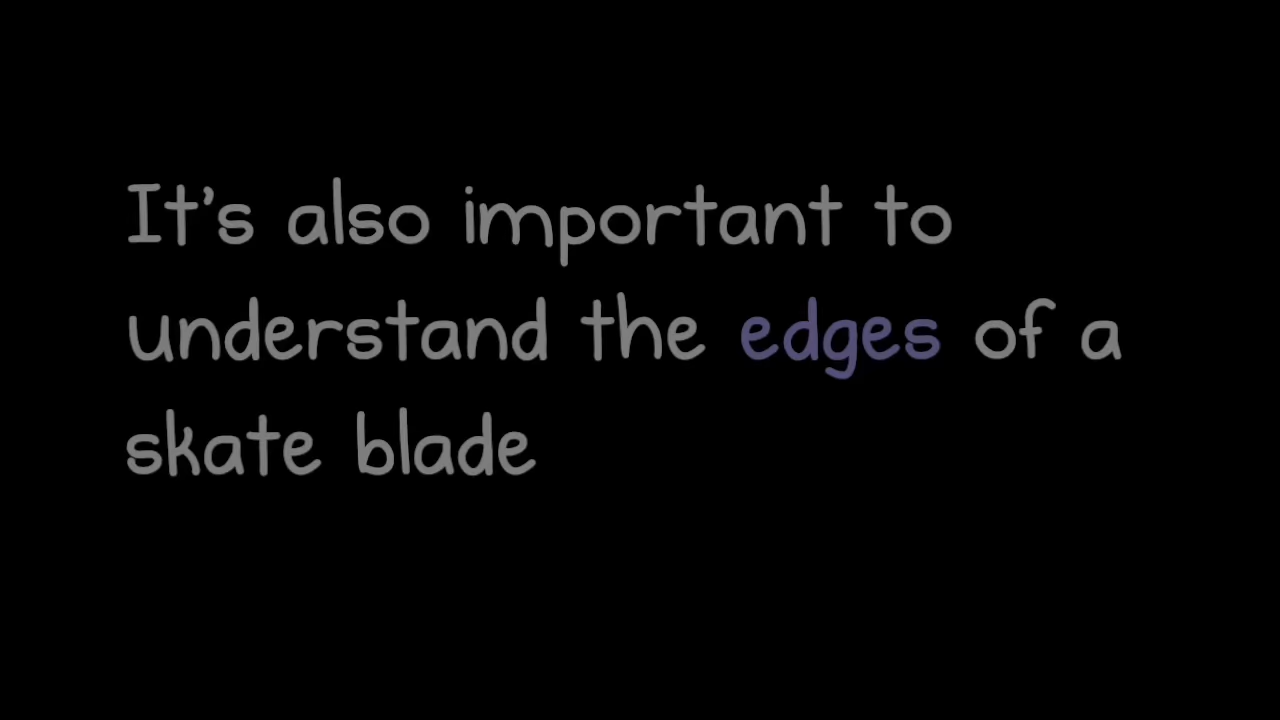 It's also important to
understand the edges of a
skate blade